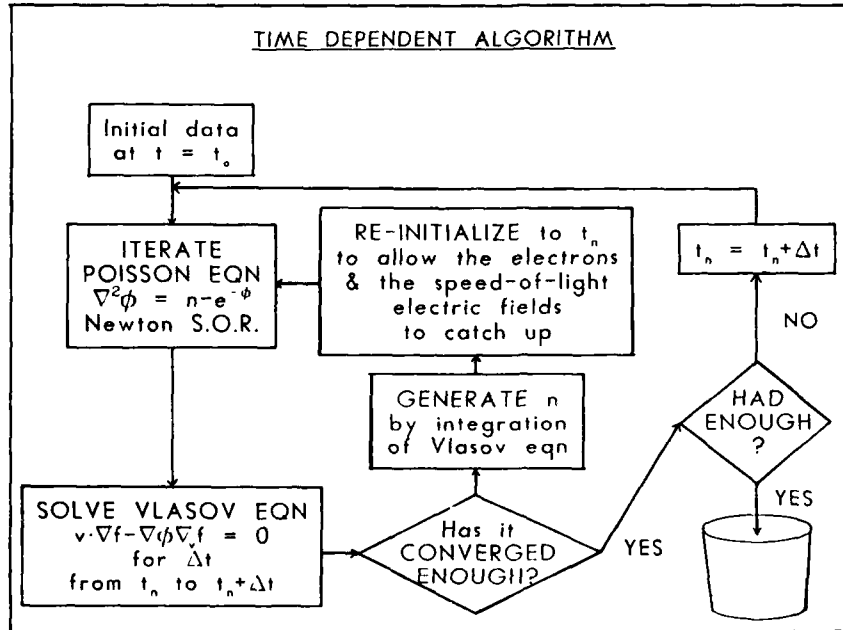 TIME DEPENDENT ALGORITHM
Initial data
at t = t₀
ITERATE
POISSON EQN
∇²ϕ = n-e^-ϕ
Newton S.O.R.
RE-INITIALIZE to tₙ
to allow the electrons
& the speed-of-light
electric fields
to catch up
tₙ = tₙ+Δt
NO
GENERATE n
by integration
of Vlasov eqn
HAD
ENOUGH
?
SOLVE VLASOV EQN
v·∇f-∇ϕ∇ᵥf = 0
for Δt
from tₙ to tₙ+Δt
Has it
CONVERGED
ENOUGH?
YES
YES